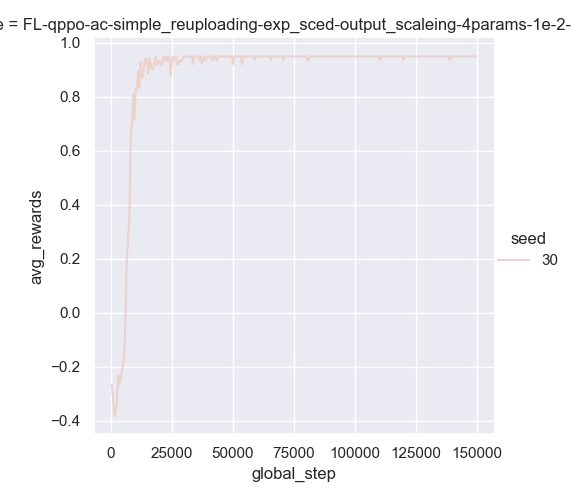 e = FL-qppo-ac-simple_reuploading-exp_sced-output_scaleing-4params-1e-2-
1.0
0.8
0.6
0.4
0.2
0.0
−0.2
−0.4
avg_rewards
0 25000 50000 75000 100000 125000 150000
global_step
seed
30